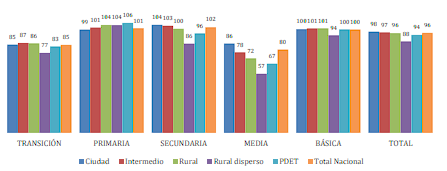 85 87 86 77 83 85
99 101 104 104 106 101
104 103 100 86 96 102
86 78 72 57 67 80
100 101 101 94 100 100
98 97 96 88 94 96
TRANSICIÓN PRIMARIA SECUNDARIA MEDIA BÁSICA TOTAL
Ciudad Intermedio Rural Rural disperso PDET Total Nacional